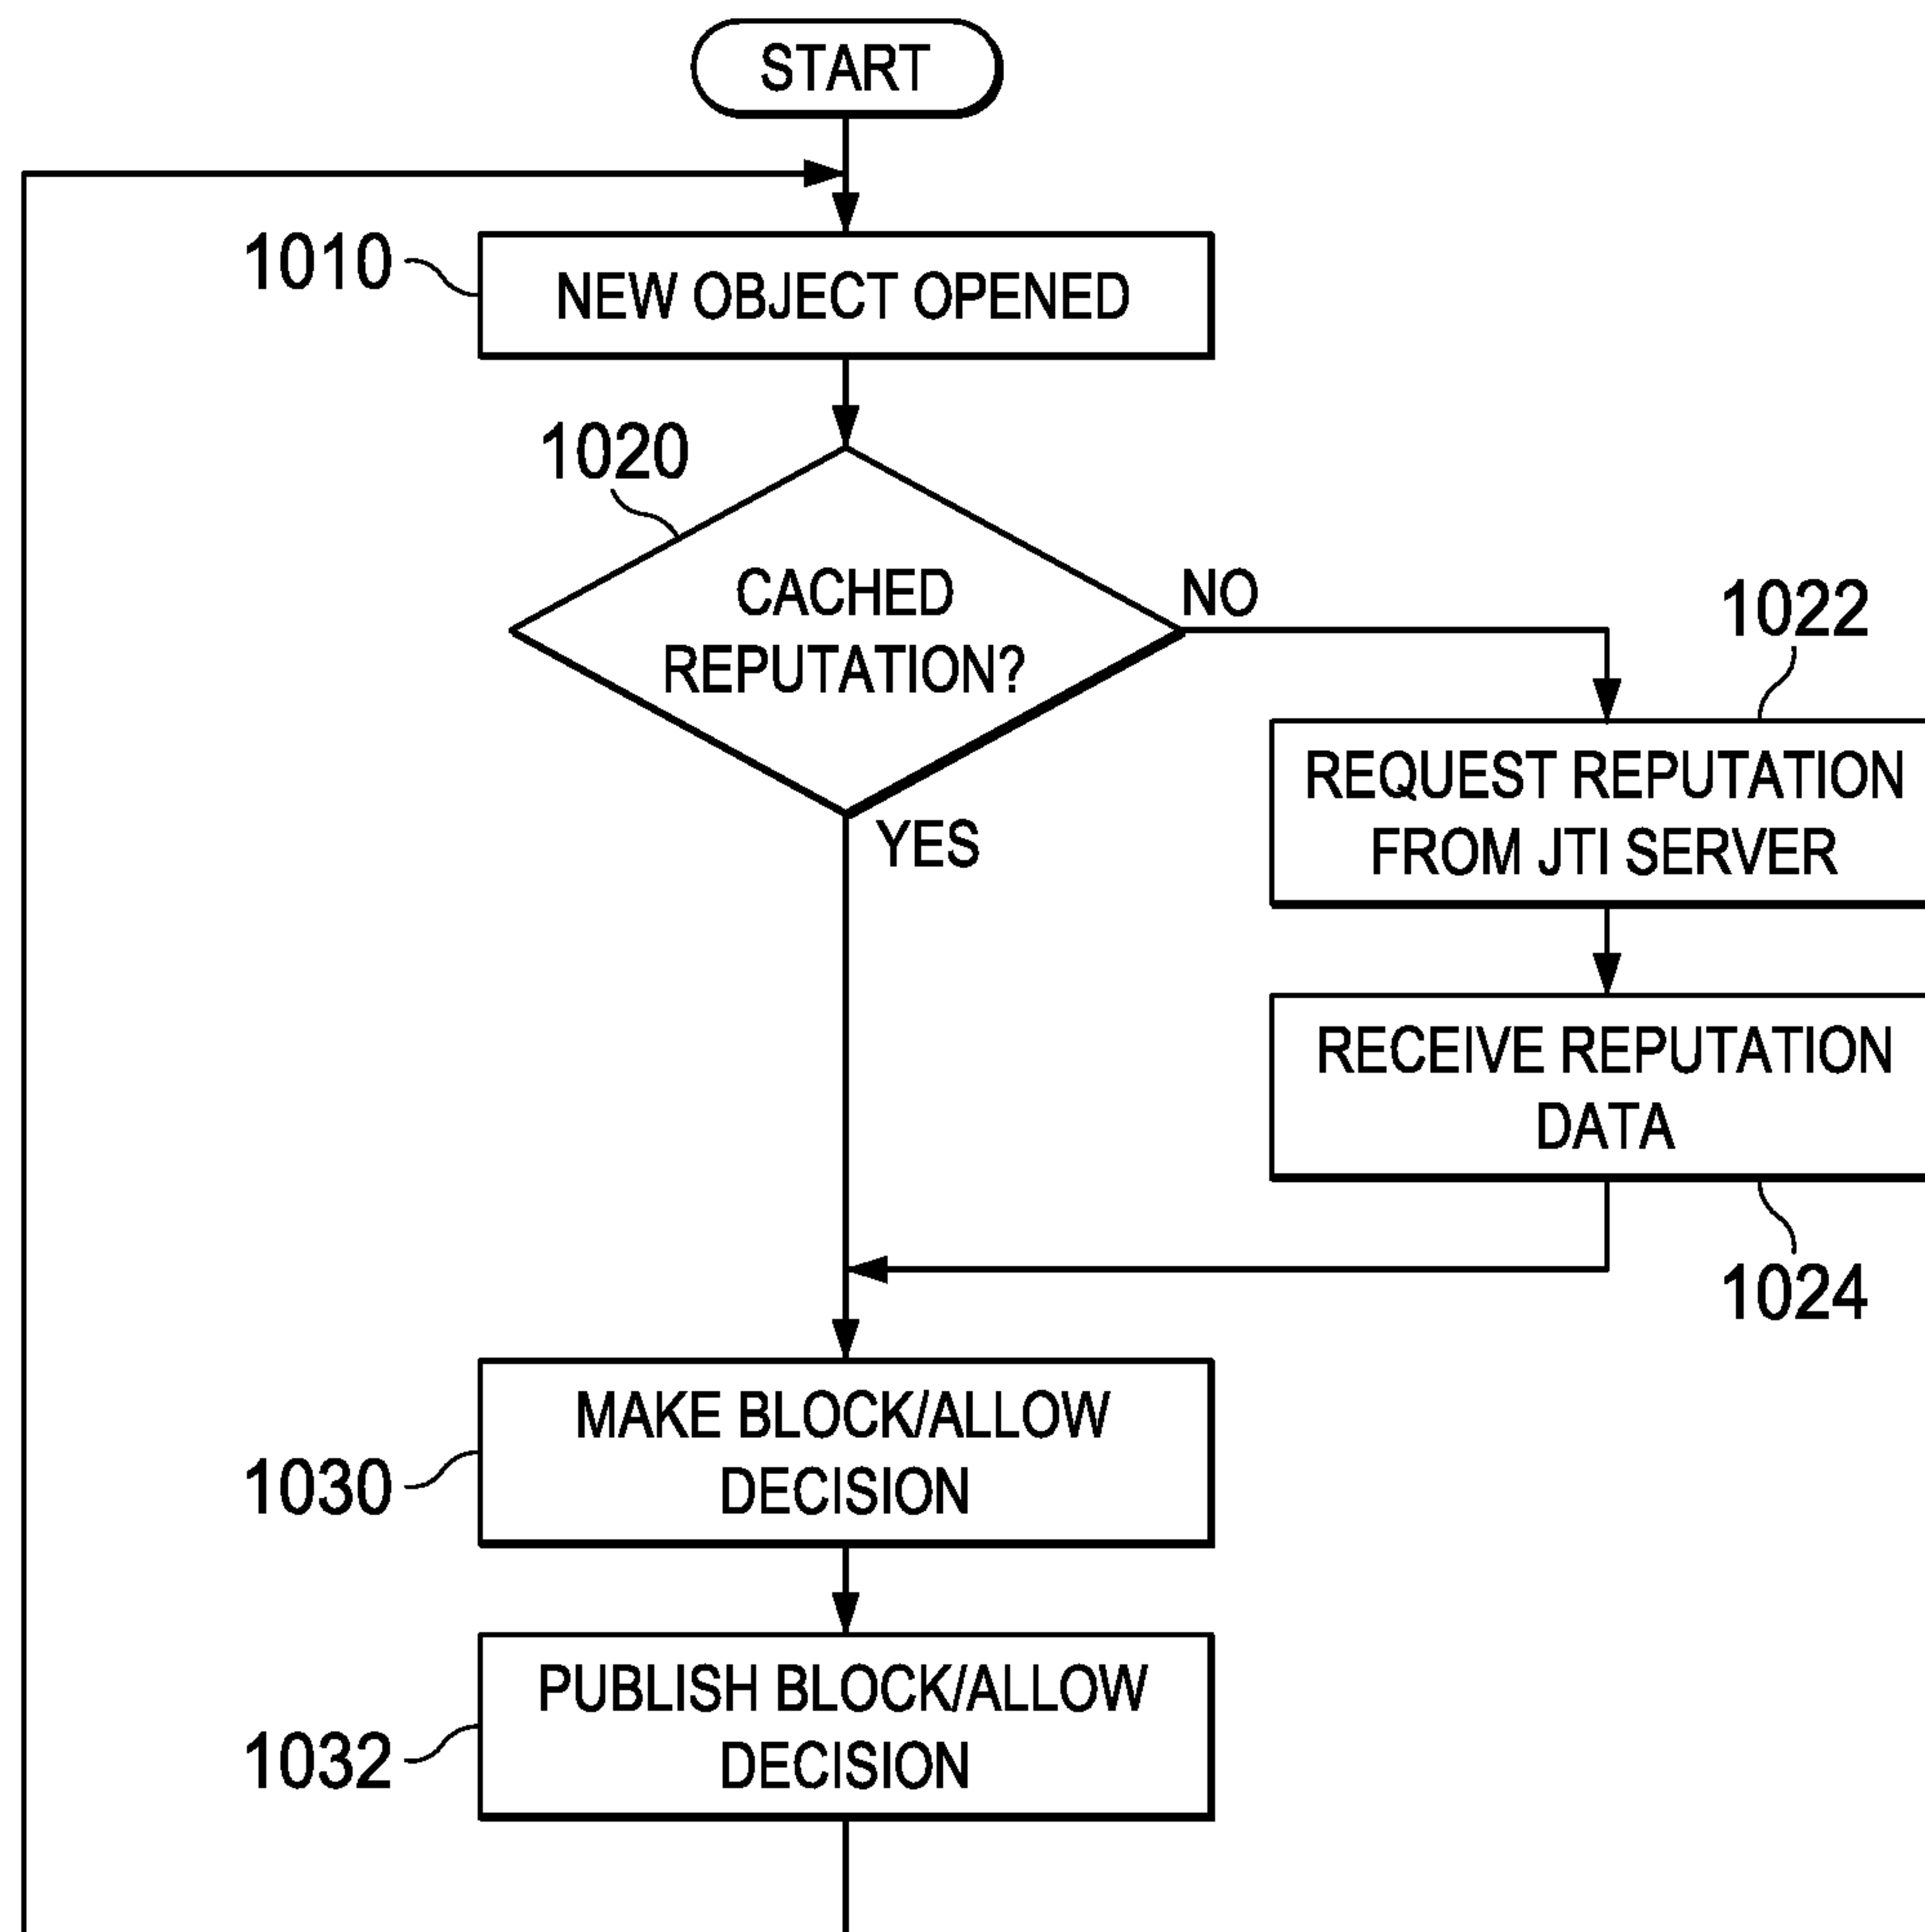 START
1010
NEW OBJECT OPENED
1020
CACHED
REPUTATION?
NO
YES
1022
REQUEST REPUTATION
FROM JTI SERVER
RECEIVE REPUTATION
DATA
1024
1030
MAKE BLOCK/ALLOW
DECISION
1032
PUBLISH BLOCK/ALLOW
DECISION